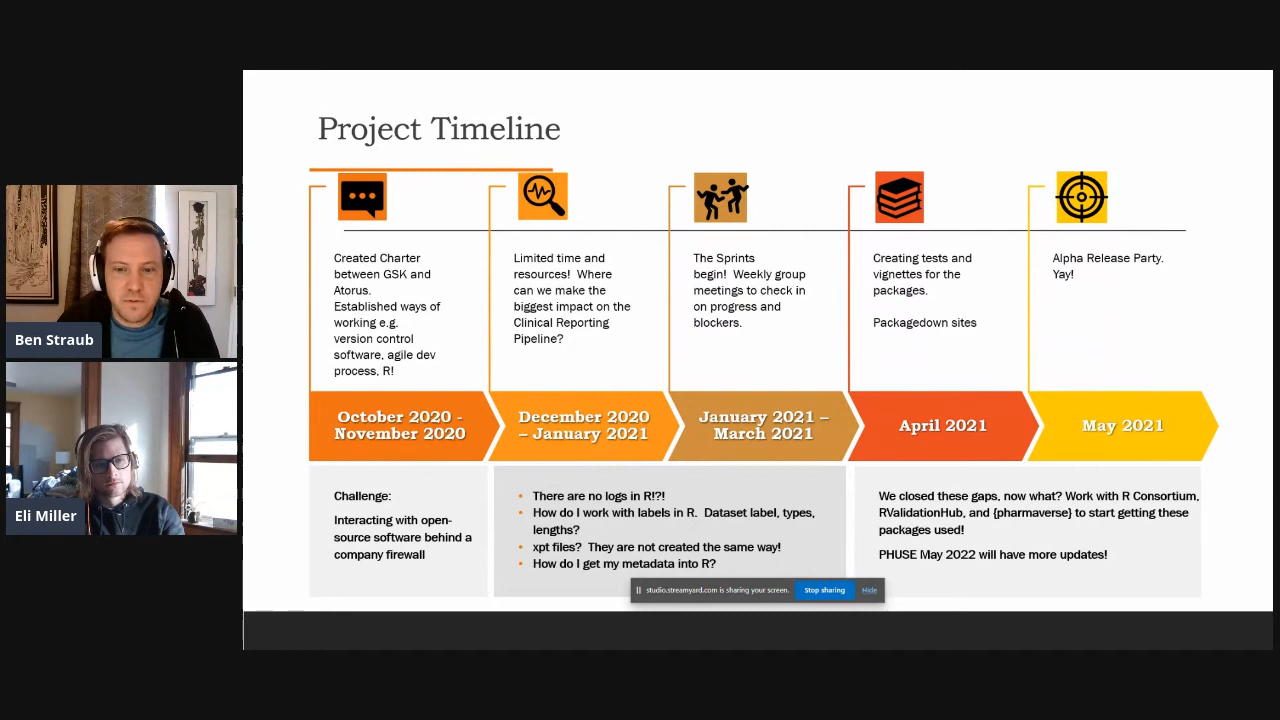 Project Timeline
Created Charter
between GSK and
Atorus.
Established ways of
working e.g.
version control
software, agile dev
process, R!
Limited time and
resources!  Where
can we make the
biggest impact on the
Clinical Reporting
Pipeline?
The Sprints
begin!  Weekly group
meetings to check in
on progress and
blockers.
Creating tests and
vignettes for the
packages.
Packagedown sites
Alpha Release Party.
Yay!
October 2020 -
November 2020
December 2020
– January 2021
January 2021 –
March 2021
April 2021
May 2021
Challenge:
Interacting with open-
source software behind a
company firewall
• There are no logs in R!?!
• How do I work with labels in R.  Dataset label, types,
lengths?
• xpt files?  They are not created the same way!
• How do I get my metadata into R?
We closed these gaps, now what? Work with R Consortium,
RValidationHub, and {pharmaverse} to start getting these
packages used!
PHUSE May 2022 will have more updates!
studio.streamyard.com is sharing your screen.
Stop sharing
Hide
Ben Straub
Eli Miller